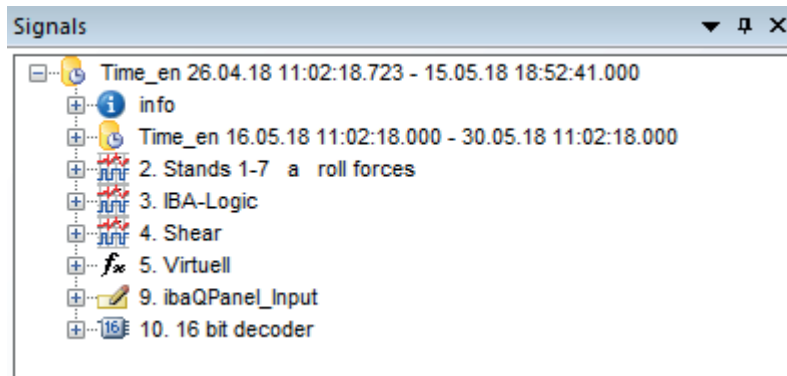 Signals
Time_en 26.04.18 11:02:18.723 - 15.05.18 18:52:41.000
info
Time_en 16.05.18 11:02:18.000 - 30.05.18 11:02:18.000
2. Stands 1-7   a   roll forces
3. IBA-Logic
4. Shear
fx 5. Virtuell
9. ibaQPanel_Input
16 10. 16 bit decoder